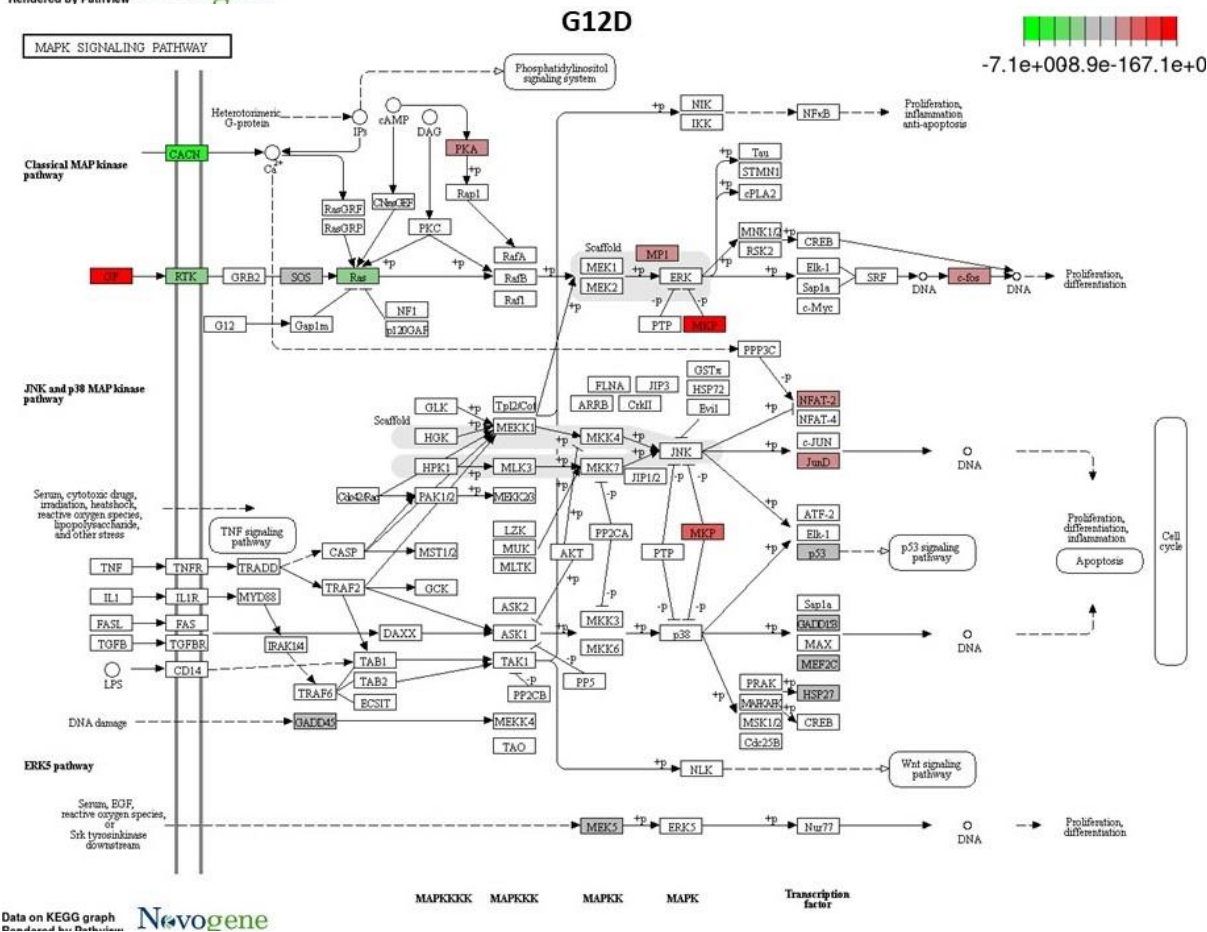 Rendered by Pathview
G12D
-7.1e+008.9e-167.1e+0
MAPK SIGNALING PATHWAY
Phosphatidylinositol
signaling system
Heterotorimeric
G-protein
IP3
cAMP
DAG
PKA
+p
Rap1
CACN
Ca2+
Classical MAP kinase
pathway
RasGRF
RasGRP
CNasGEF
PKC
+p
NIK
IKK
NFκB
Proliferation,
inflammation
anti-apoptosis
Tau
STMN1
cPLA2
+p
+p
MNK1/2
RSK2
+p
+p
CREB
GF
RTK
GRB2
SOS
Ras
+p
+p
RafA
RafB
Raf1
+p
Scaffold
MEK1
MEK2
+p
MP1
ERK
+p
Elk-1
Sap1a
c-Myc
SRF
DNA
c-fos
DNA
Proliferation,
differentiation
G12
Gap1m
NF1
p120GAP
+p
-p
-p
PTP
MKP
PPP3C
-p
JNK and p38 MAP kinase
pathway
Scaffold
GLK
HGK
HPK1
+p
+p
+p
+p
Tpl2/Cot
MEKK1
MLK3
FLNA
JIP3
ARRB
CrkII
GSTπ
HSP72
Evi1
+p
+p
MKK4
MKK7
+p
+p
JNK
JIP1/2
+p
+p
NFAT-2
NFAT-4
c-JUN
JunD
DNA
Serum, cytotoxic drugs,
irradiation, heatshock,
reactive oxygen species,
lipopolysaccharide,
and other stress
Cdc42/Rac
PAK1/2
+p
MEKK2/3
TNF signaling
pathway
CASP
MST1/2
LZK
MUK
MLTK
+p
AKT
+p
-p
PP2CA
-p
-p
-p
PTP
MKP
-p
-p
+p
+p
ATF-2
Elk-1
p53
p53 signaling
pathway
Proliferation,
differentiation,
inflammation
Apoptosis
Cell
cycle
TNF
TNFR
TRADD
TRAF2
GCK
IL1
IL1R
MYD88
FASL
FAS
TGFB
TGFBR
IRAK1/4
DAXX
ASK2
ASK1
+p
MKK3
MKK6
+p
p38
+p
Sap1a
GADD153
MAX
MEF2C
DNA
LPS
CD14
TAB1
TAB2
ECSIT
TRAF6
TAK1
-p
-p
PP2CB
PP5
+p
PRAK
MAPKAPK
MSK1/2
Cdc25B
+p
+p
HSP27
CREB
DNA damage
GADD45
MEKK4
TAO
ERK5 pathway
+p
NLK
Wnt signaling
pathway
Serum, EGF,
reactive oxygen species,
or
Srk tyrosinkinase
downstream
MEK5
+p
ERK5
+p
Nur77
DNA
Proliferation,
differentiation
MAPKKKK
MAPKKK
MAPKK
MAPK
Transcription
factor
Data on KEGG graph
Rendered by Pathview
Novogene